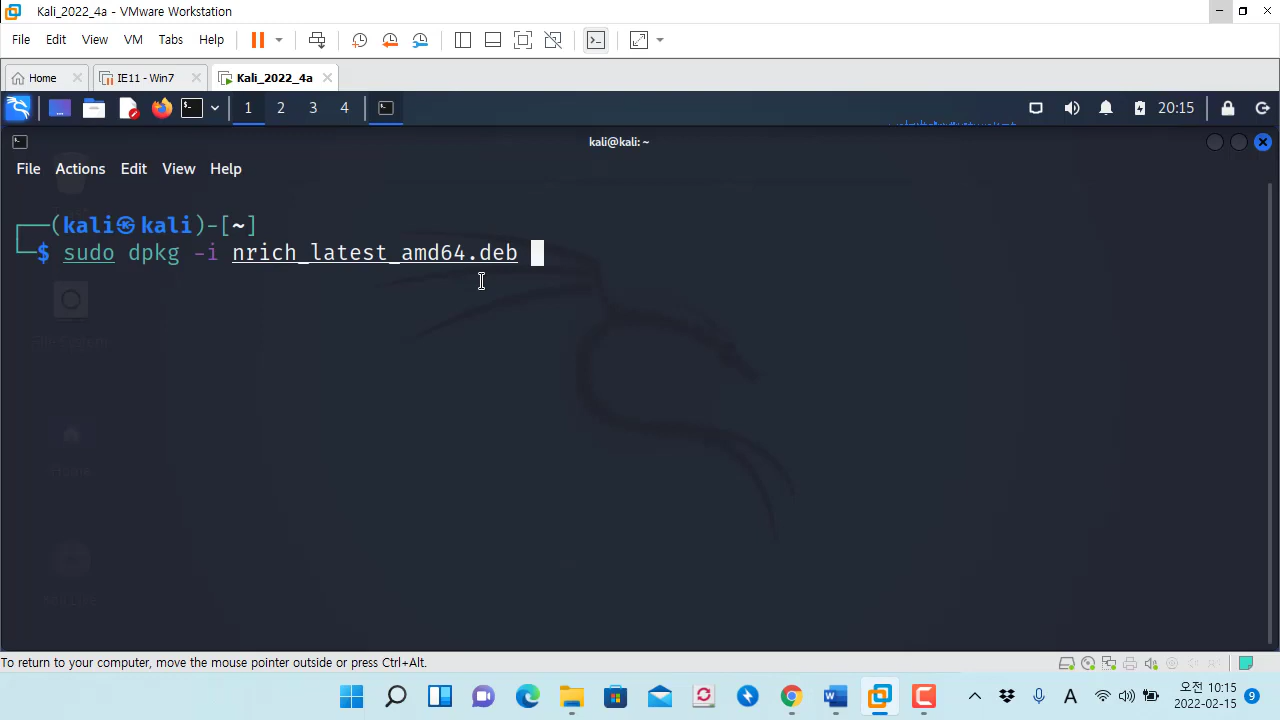 Kali_2022_4a - VMware Workstation
File Edit View VM Tabs Help
Home IE11 - Win7 Kali_2022_4a
1 2 3 4 20:15
kali@kali: ~
File Actions Edit View Help
(kali㉿kali)-[~]
$ sudo dpkg -i nrich_latest_amd64.deb
To return to your computer, move the mouse pointer outside or press Ctrl+Alt.
A 오전 10:15
2022-02-15 9